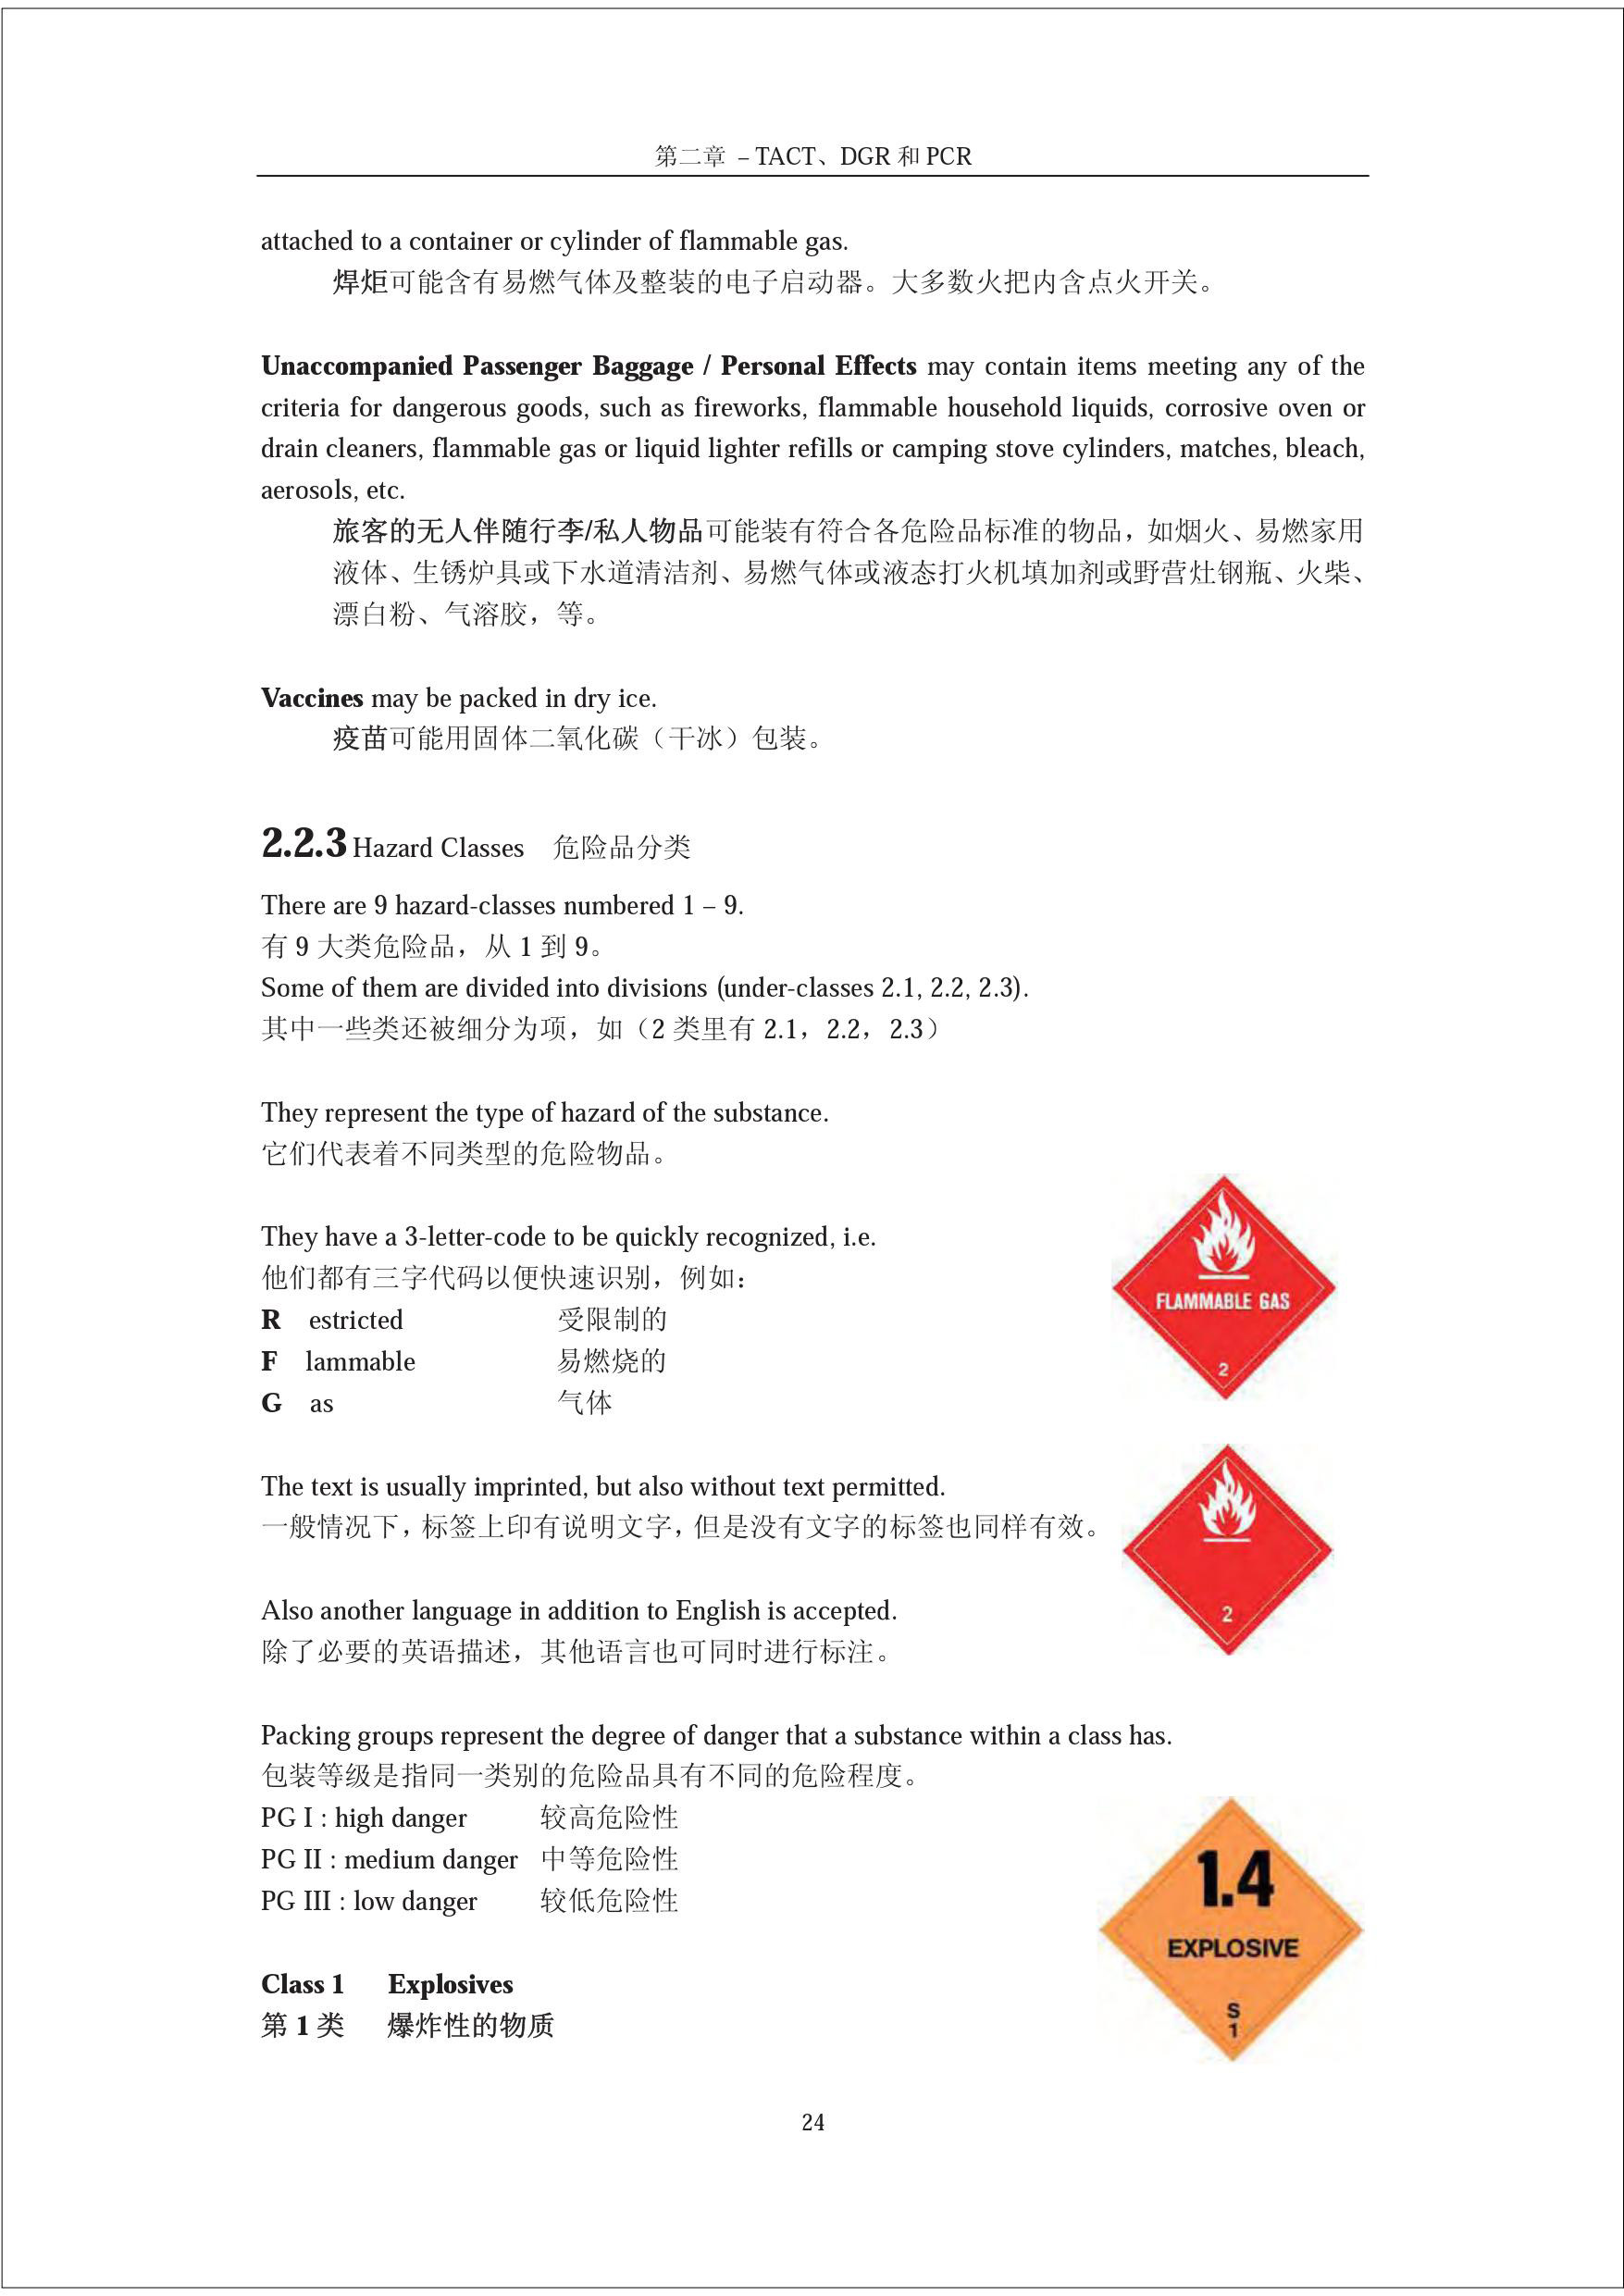 第二章 – TACT、DGR 和 PCR
attached to a container or cylinder of flammable gas.
焊炬可能含有易燃气体及整装的电子启动器。大多数火把内含点火开关。
Unaccompanied Passenger Baggage / Personal Effects may contain items meeting any of the
criteria for dangerous goods, such as fireworks, flammable household liquids, corrosive oven or
drain cleaners, flammable gas or liquid lighter refills or camping stove cylinders, matches, bleach,
aerosols, etc.
旅客的无人伴随行李/私人物品可能装有符合各危险品标准的物品，如烟火、易燃家用
液体、生锈炉具或下水道清洁剂、易燃气体或液态打火机填加剂或野营灶钢瓶、火柴、
漂白粉、气溶胶，等。
Vaccines may be packed in dry ice.
疫苗可能用固体二氧化碳（干冰）包装。
2.2.3 Hazard Classes 危险品分类
There are 9 hazard-classes numbered 1 – 9.
有 9 大类危险品，从 1 到 9。
Some of them are divided into divisions (under-classes 2.1, 2.2, 2.3).
其中一些类还被细分为项，如（2 类里有 2.1，2.2，2.3）
They represent the type of hazard of the substance.
它们代表着不同类型的危险物品。
They have a 3-letter-code to be quickly recognized, i.e.
他们都有三字代码以便快速识别，例如：
R estricted 受限制的
F lammable 易燃烧的
G as 气体
FLAMMABLE GAS
2
The text is usually imprinted, but also without text permitted.
一般情况下，标签上印有说明文字，但是没有文字的标签也同样有效。
2
Also another language in addition to English is accepted.
除了必要的英语描述，其他语言也可同时进行标注。
Packing groups represent the degree of danger that a substance within a class has.
包装等级是指同一类别的危险品具有不同的危险程度。
PG I : high danger 较高危险性
PG II : medium danger 中等危险性
PG III : low danger 较低危险性
1.4
EXPLOSIVE
S
1
Class 1 Explosives
第 1 类 爆炸性的物质
24